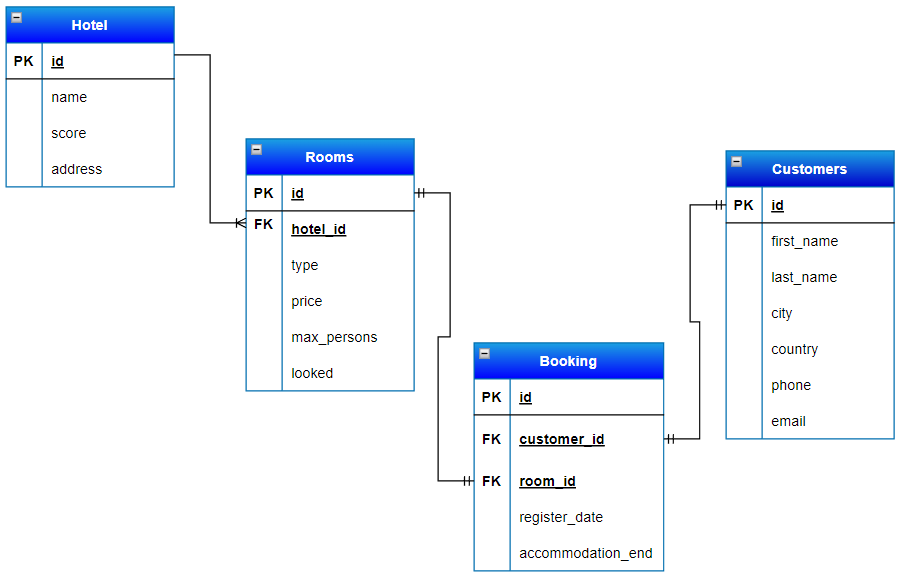 Hotel
PK id
name
score
address
Rooms
PK id
FK hotel_id
type
price
max_persons
looked
Customers
PK id
first_name
last_name
city
country
phone
email
Booking
PK id
FK customer_id
FK room_id
register_date
accommodation_end